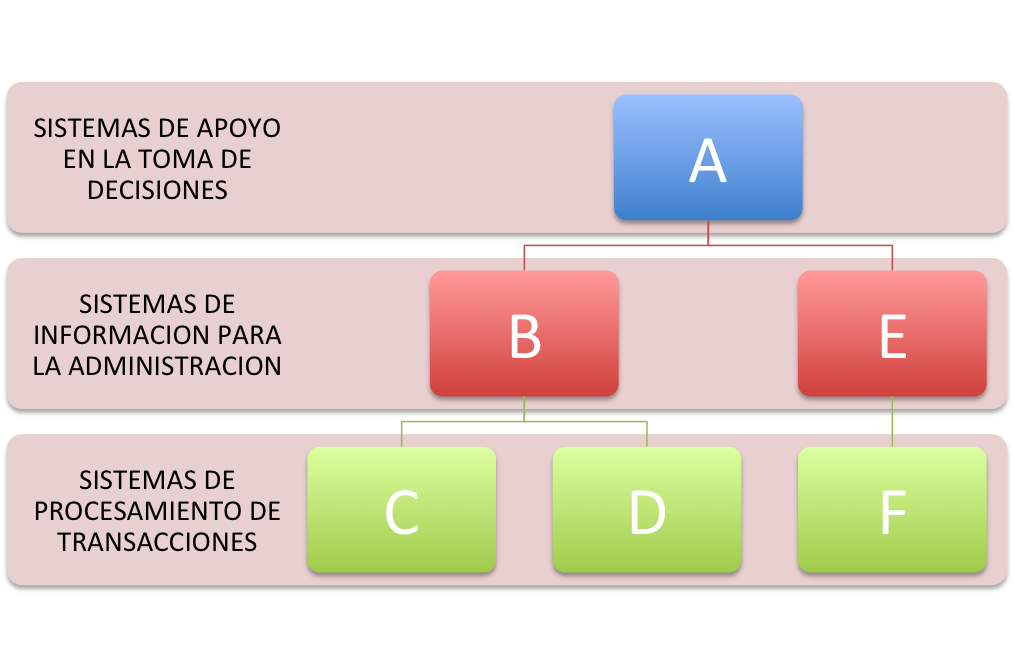 SISTEMAS DE APOYO
EN LA TOMA DE
DECISIONES
A
SISTEMAS DE
INFORMACION PARA
LA ADMINISTRACION
B
E
SISTEMAS DE
PROCESAMIENTO DE
TRANSACCIONES
C
D
F